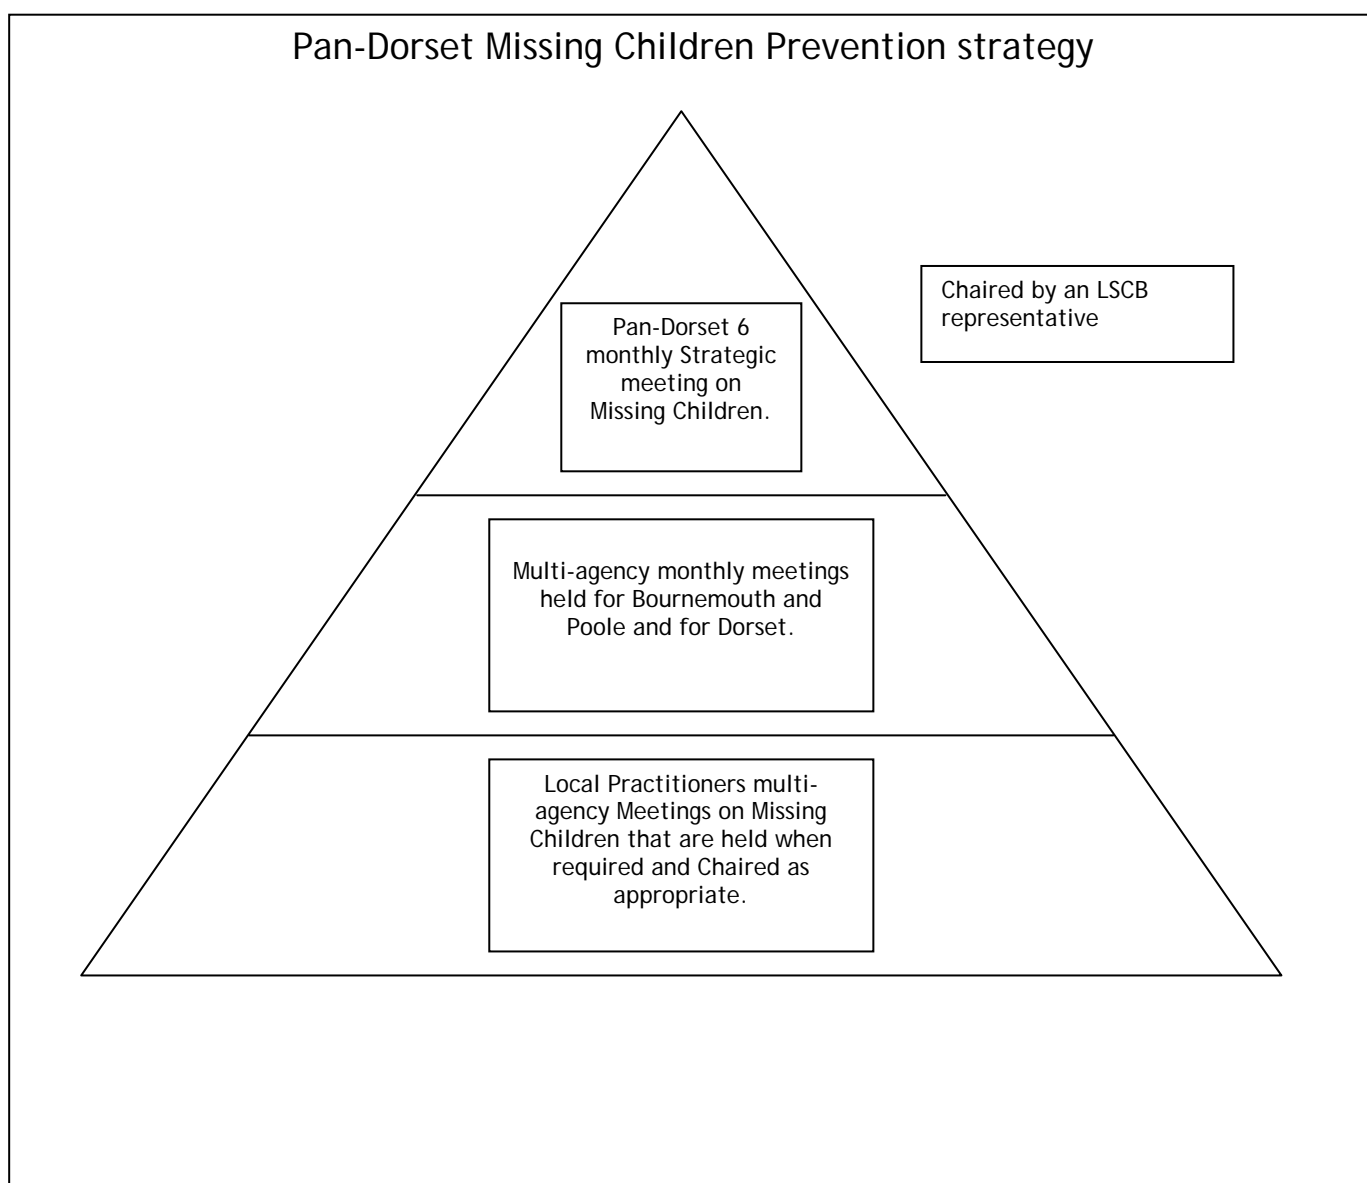 Pan-Dorset Missing Children Prevention strategy
Chaired by an LSCB
representative
Pan-Dorset 6
monthly Strategic
meeting on
Missing Children.
Multi-agency monthly meetings
held for Bournemouth and
Poole and for Dorset.
Local Practitioners multi-
agency Meetings on Missing
Children that are held when
required and Chaired as
appropriate.